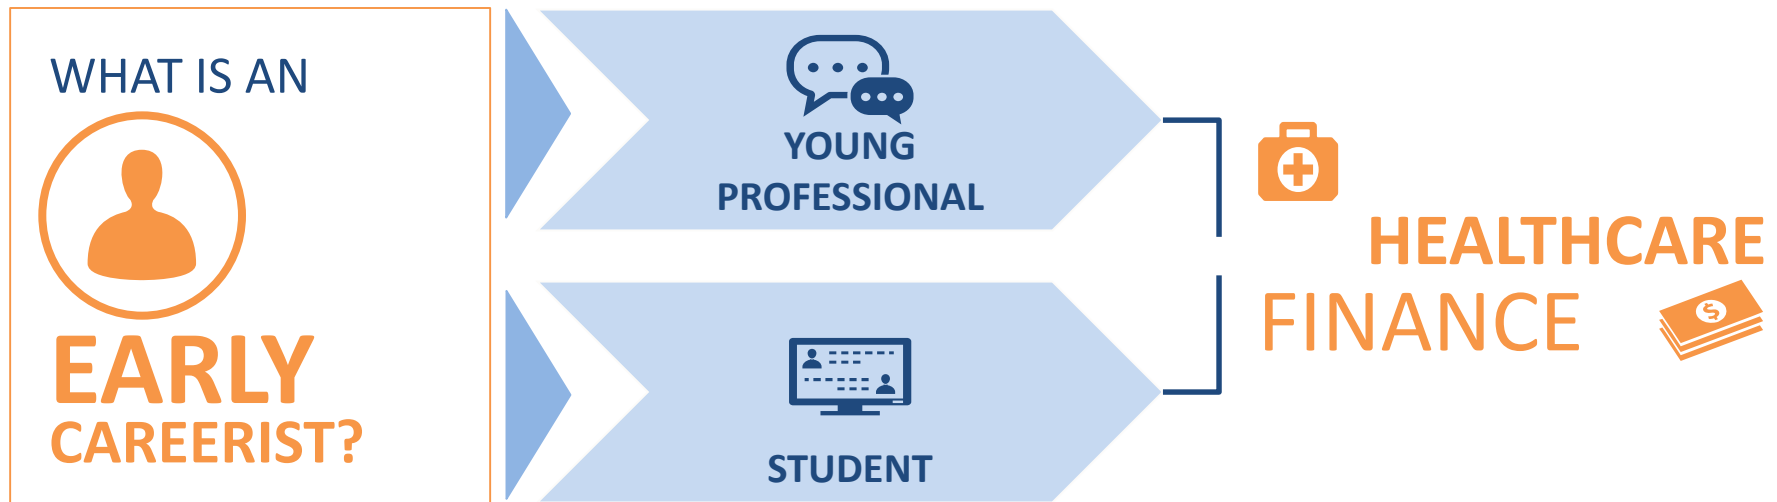 WHAT IS AN
EARLY
CAREERIST?
YOUNG
PROFESSIONAL
STUDENT
HEALTHCARE
FINANCE